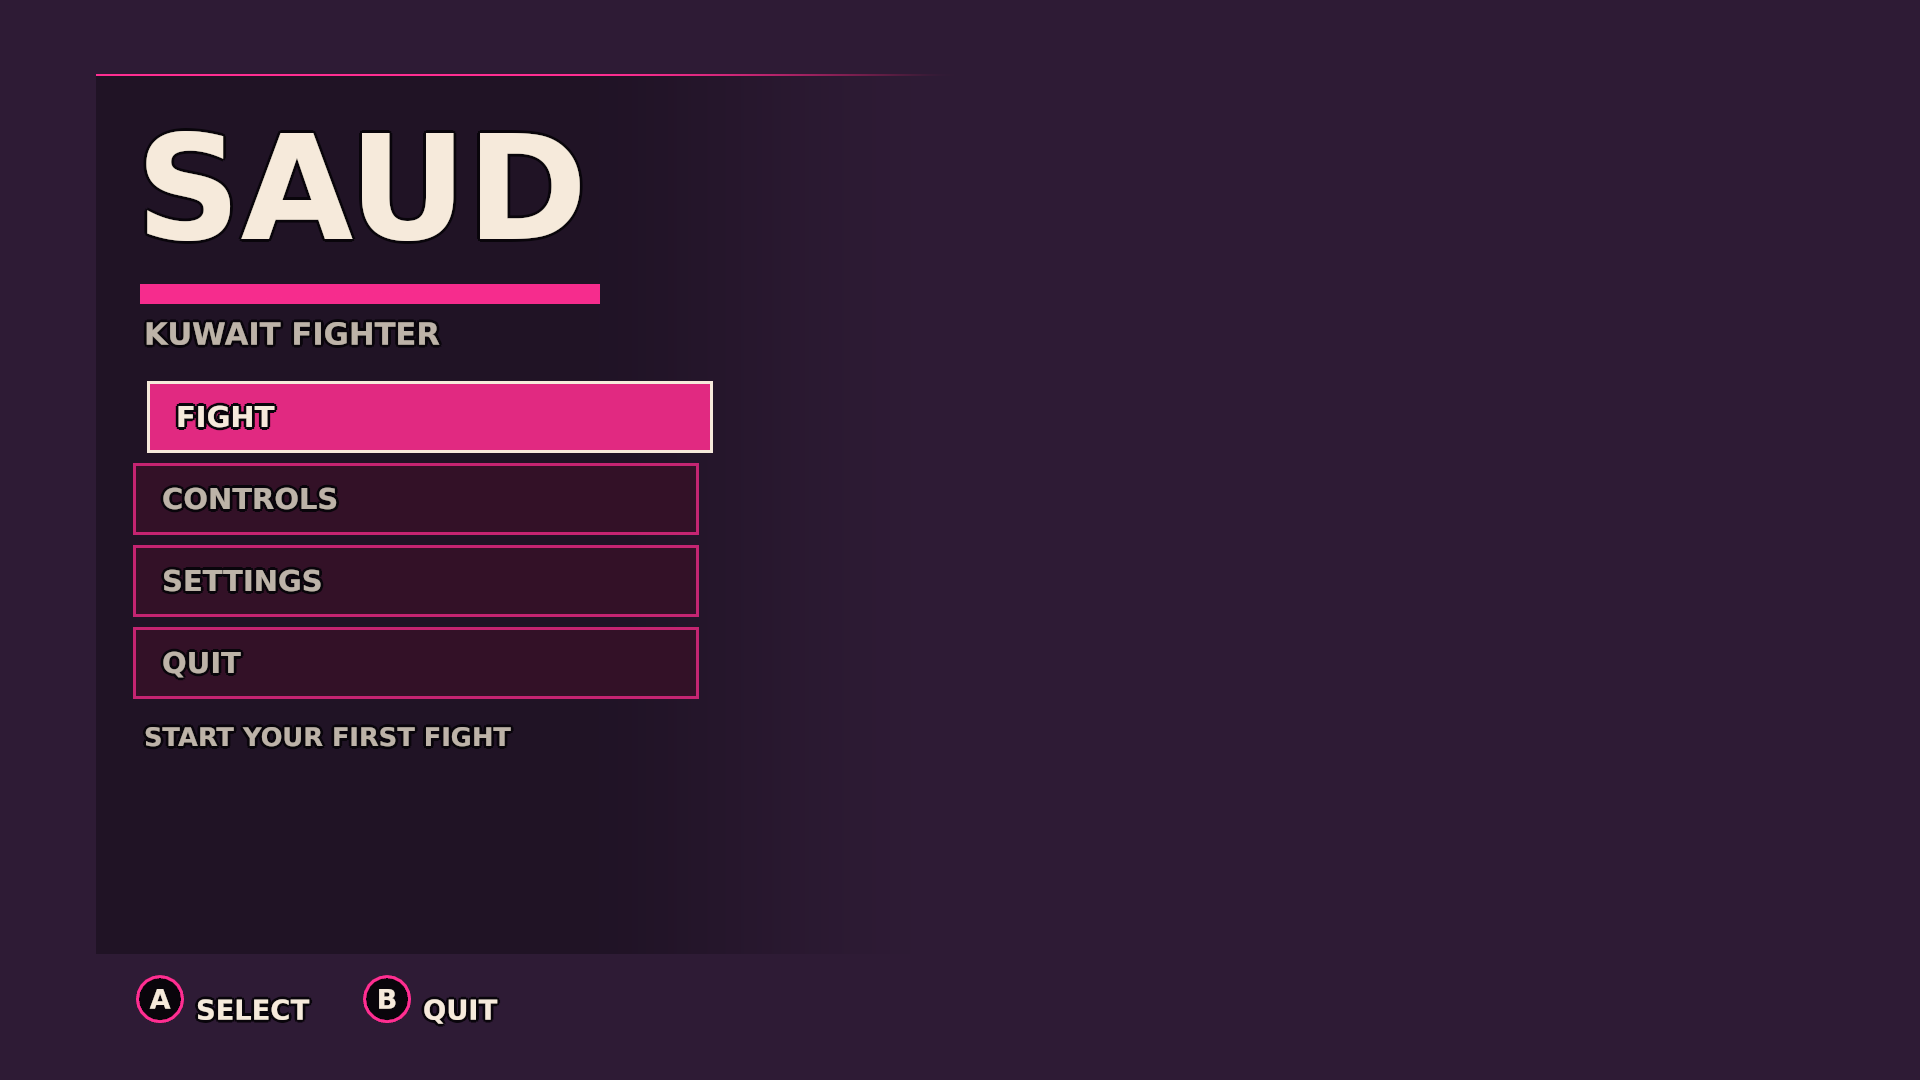 SAUD
KUWAIT FIGHTER
FIGHT
CONTROLS
SETTINGS
QUIT
START YOUR FIRST FIGHT
A SELECT B QUIT